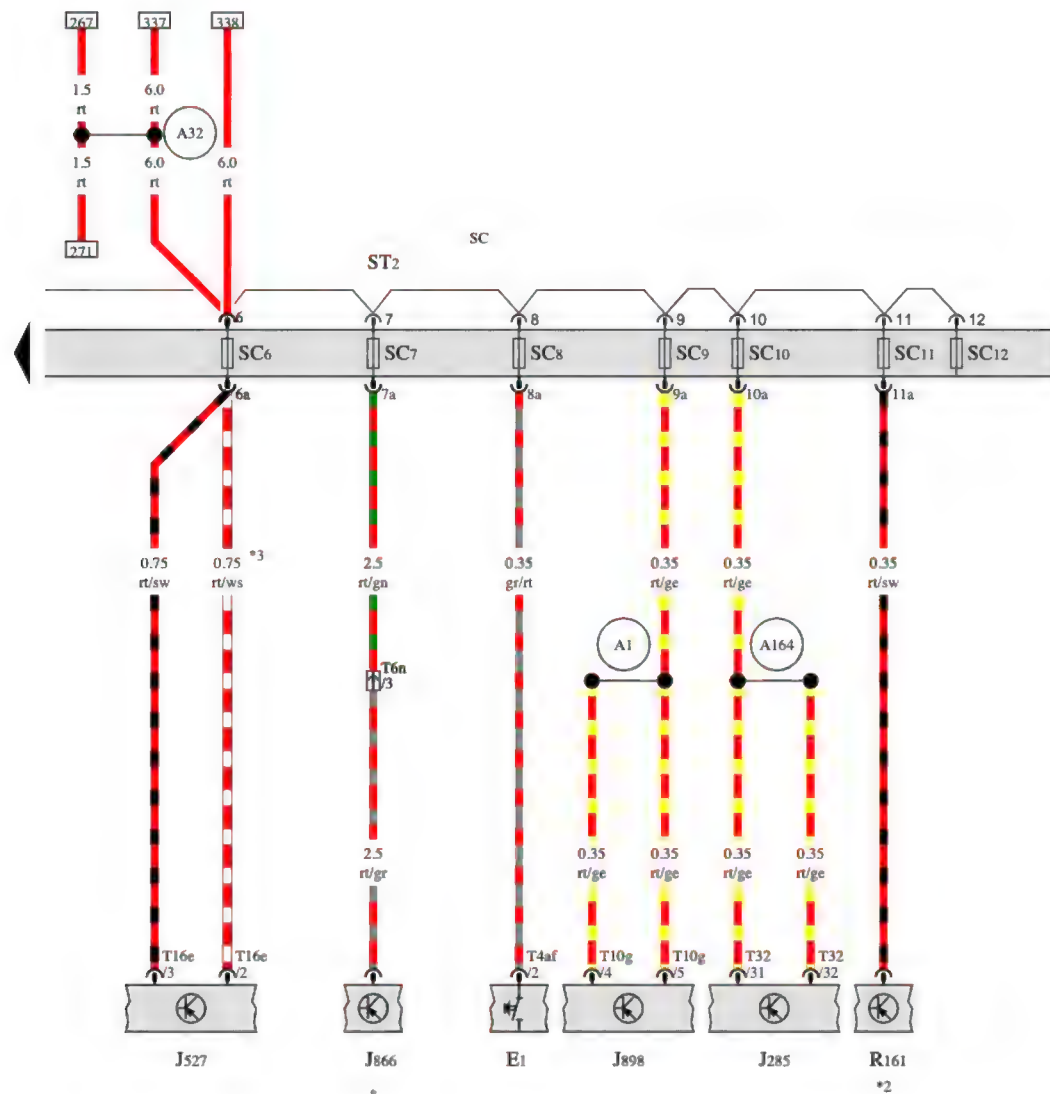 267 337 338
1.5 6.0
rt rt
A32
1.5 6.0 6.0
rt rt rt
271
SC
ST2
6 7 8 9 10 11 12
SC6 SC7 SC8 SC9 SC10 SC11 SC12
6a 7a 8a 9a 10a 11a
*3
0.75 0.75 2.5 0.35 0.35 0.35 0.35
rt/sw rt/ws rt/gn gr/rt rt/ge rt/ge rt/sw
A1 A164
T6n
/3
2.5 0.35 0.35 0.35 0.35
rt/gr rt/ge rt/ge rt/ge rt/ge
T16e T16e T4af T10g T10g T32 T32
/3 /2 /2 /4 /5 /31 /32
J527 J866 E1 J898 J285 R161
* *2